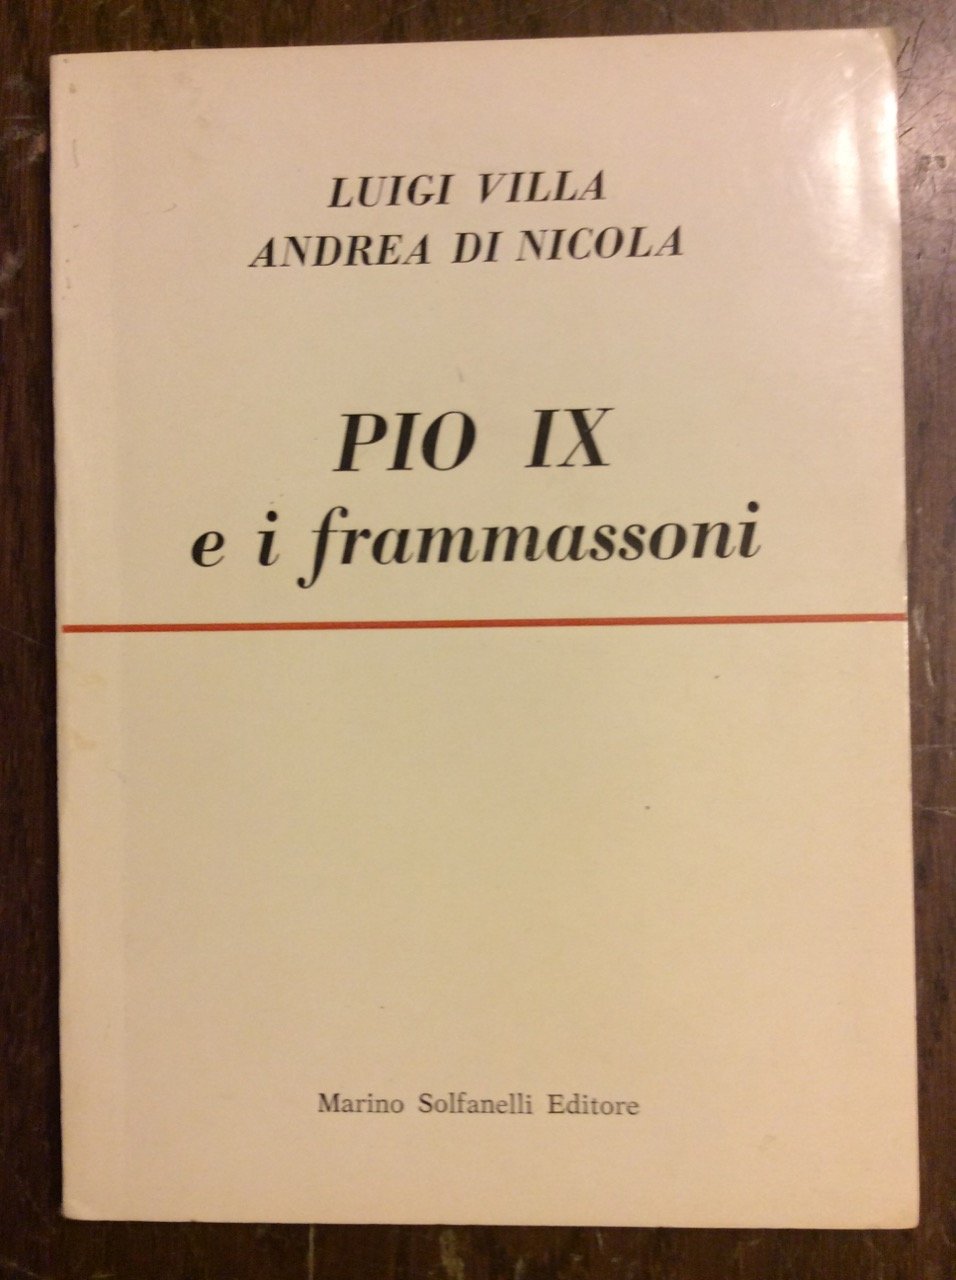 LUIGI VILLA
ANDREA DI NICOLA
PIO IX
e i frammassoni
Marino Solfanelli Editore